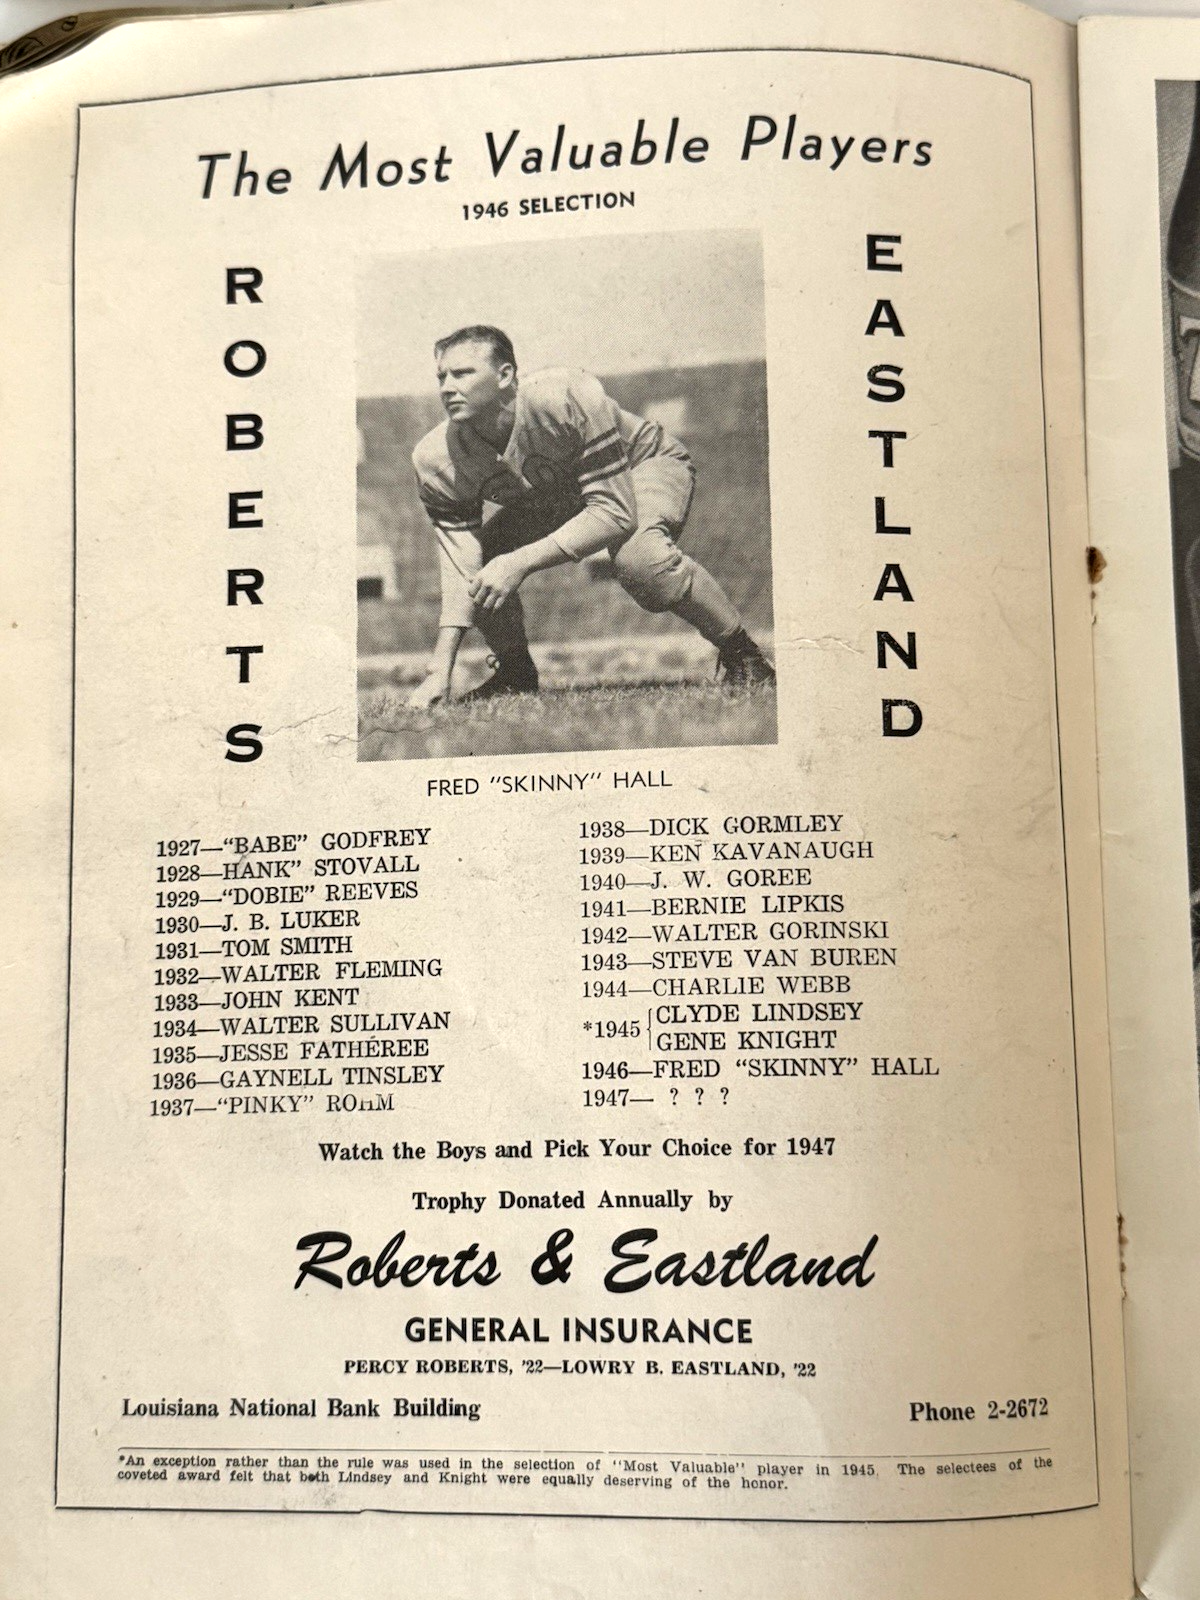 The Most Valuable Players
1946 SELECTION
ROBERTS
EASTLAND
FRED "SKINNY" HALL
1927—"BABE" GODFREY
1928—HANK" STOVALL
1929—"DOBIE" REEVES
1930—J. B. LUKER
1931—TOM SMITH
1932—WALTER FLEMING
1933—JOHN KENT
1934—WALTER SULLIVAN
1935—JESSE FATHEREE
1936—GAYNELL TINSLEY
1937—"PINKY" ROHM
1938—DICK GORMLEY
1939—KEN KAVANAUGH
1940—J. W. GOREE
1941—BERNIE LIPKIS
1942—WALTER GORINSKI
1943—STEVE VAN BUREN
1944—CHARLIE WEBB
*1945 { CLYDE LINDSEY
GENE KNIGHT
1946—FRED "SKINNY" HALL
1947— ? ? ?
Watch the Boys and Pick Your Choice for 1947
Trophy Donated Annually by
Roberts & Eastland
GENERAL INSURANCE
PERCY ROBERTS, '22—LOWRY B. EASTLAND, '22
Louisiana National Bank Building
Phone 2-2672
*An exception rather than the rule was used in the selection of "Most Valuable" player in 1945. The selectees of the
coveted award felt that both Lindsey and Knight were equally deserving of the honor.